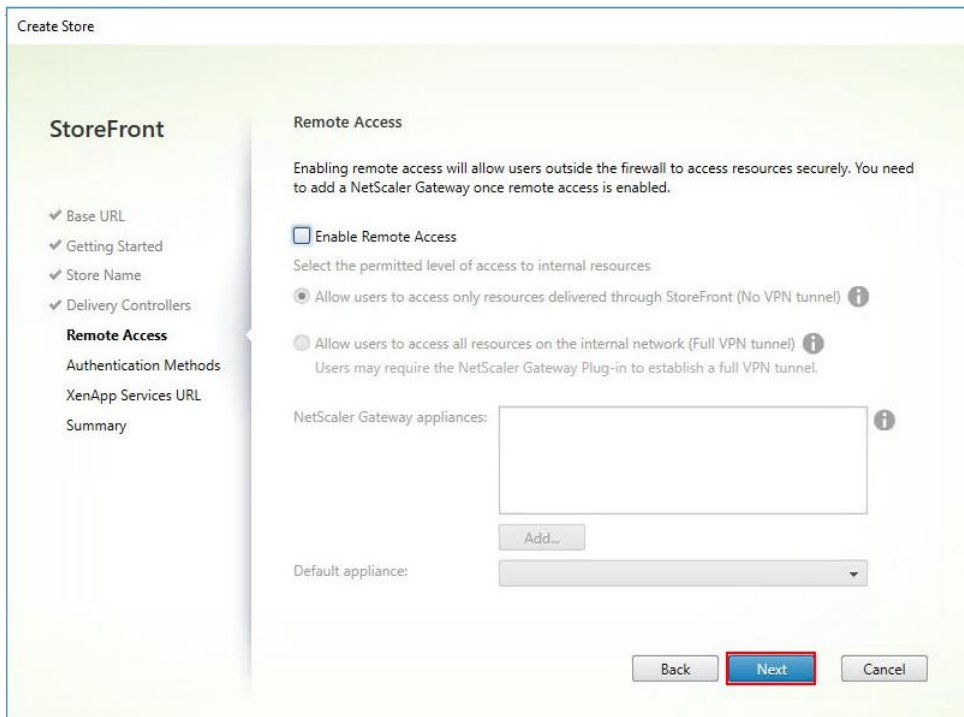 Create Store
StoreFront
Base URL
Getting Started
Store Name
Delivery Controllers
Remote Access
Authentication Methods
XenApp Services URL
Summary
Remote Access
Enabling remote access will allow users outside the firewall to access resources securely. You need
to add a NetScaler Gateway once remote access is enabled.
Enable Remote Access
Select the permitted level of access to internal resources
Allow users to access only resources delivered through StoreFront (No VPN tunnel)
Allow users to access all resources on the internal network (Full VPN tunnel)
Users may require the NetScaler Gateway Plug-in to establish a full VPN tunnel.
NetScaler Gateway appliances:
Add...
Default appliance:
Back
Next
Cancel